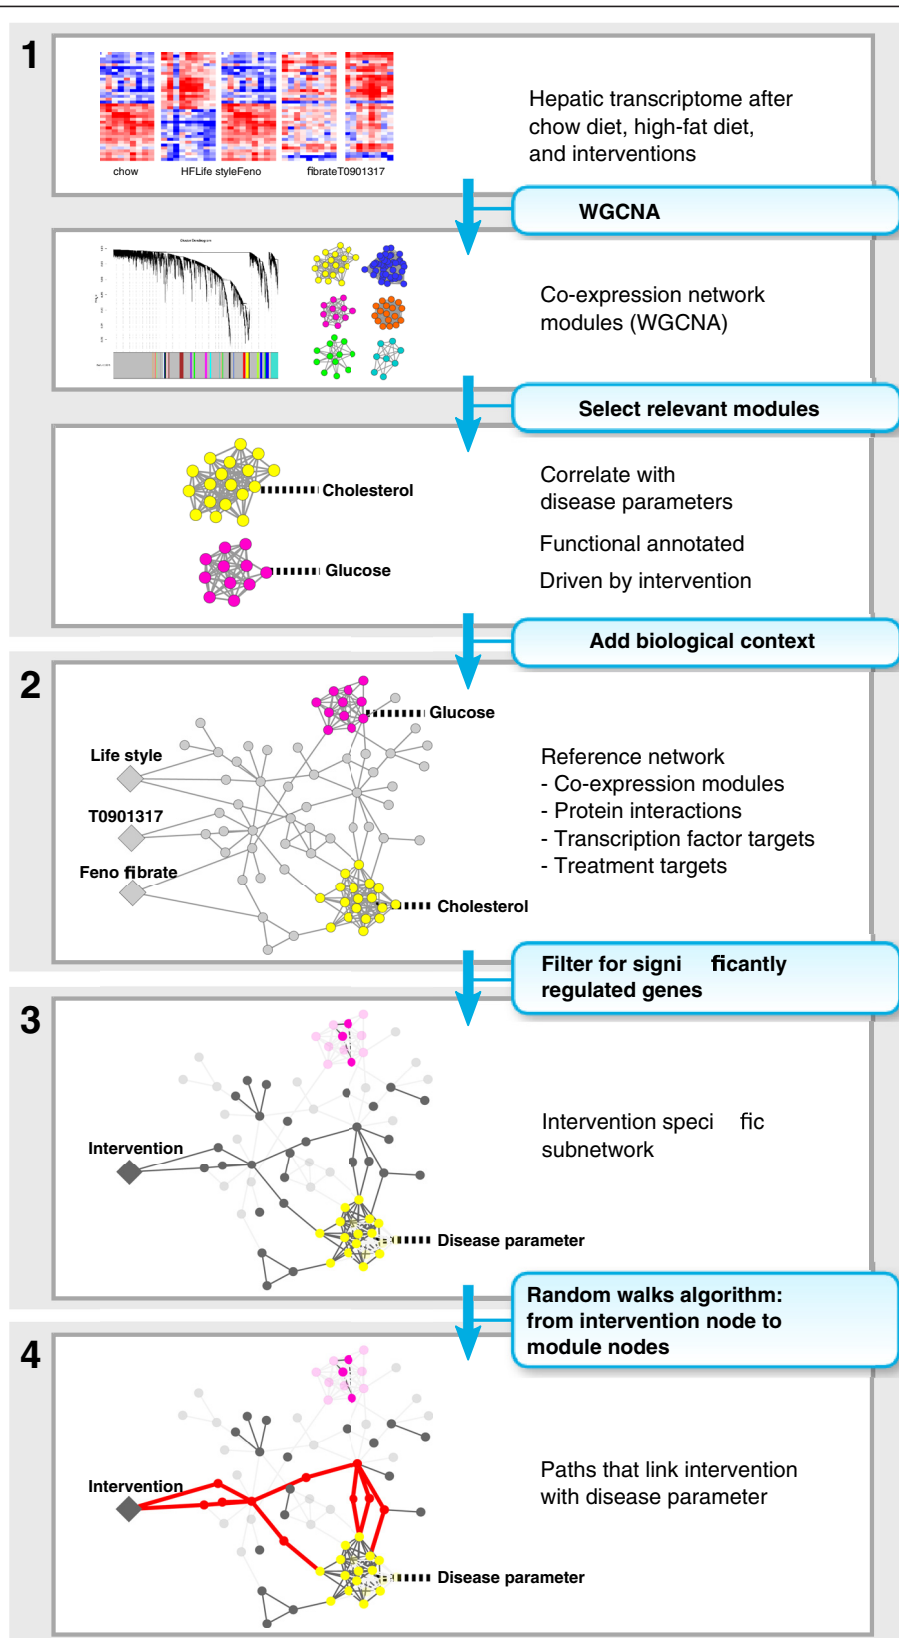 1
Hepatic transcriptome after
chow diet, high-fat diet,
and interventions
chow
HFLife styleFeno
fibrateT0901317
WGCNA
Co-expression network
modules (WGCNA)
Select relevant modules
Cholesterol
Correlate with
disease parameters
Functional annotated
Glucose
Driven by intervention
Add biological context
2
Glucose
Life style
T0901317
Feno fibrate
Cholesterol
Reference network
- Co-expression modules
- Protein interactions
- Transcription factor targets
- Treatment targets
Filter for signi ficantly
regulated genes
3
Intervention
Disease parameter
Intervention speci fic
subnetwork
Random walks algorithm:
from intervention node to
module nodes
4
Intervention
Disease parameter
Paths that link intervention
with disease parameter